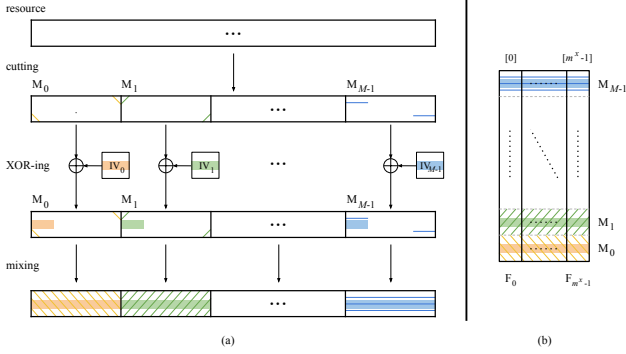 resource
...
cutting
M0 M1 MM-1
...
XOR-ing
IV0 IV1 ... IVM-1
M0 M1 MM-1
...
mixing
...
(a)
[0] [m^x-1]
......
MM-1
......
M1
......
M0
F0 Fm^x-1
(b)